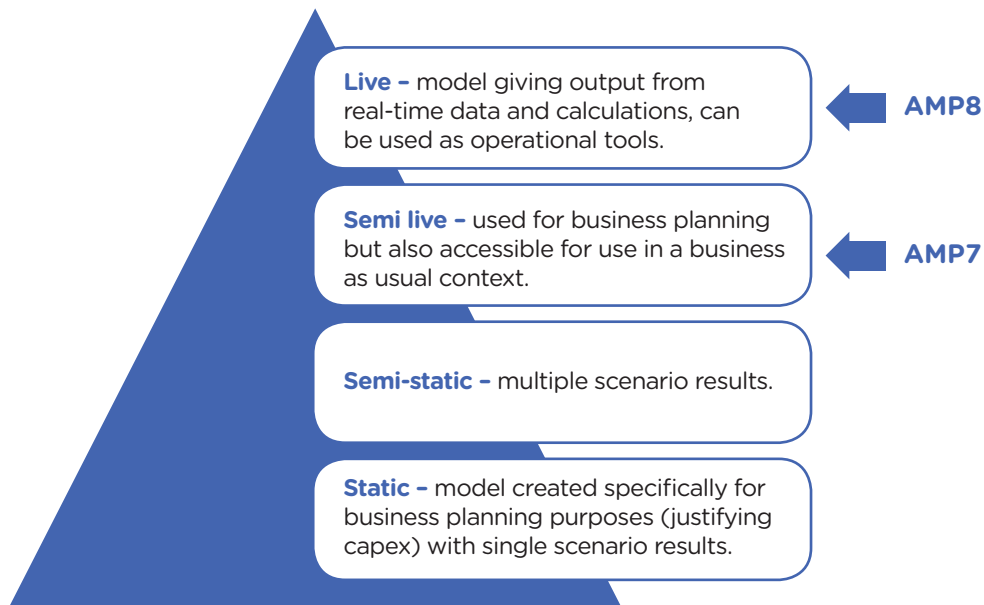 Live – model giving output from
real-time data and calculations, can
be used as operational tools.
AMP8
Semi live – used for business planning
but also accessible for use in a business
as usual context.
AMP7
Semi-static – multiple scenario results.
Static – model created specifically for
business planning purposes (justifying
capex) with single scenario results.